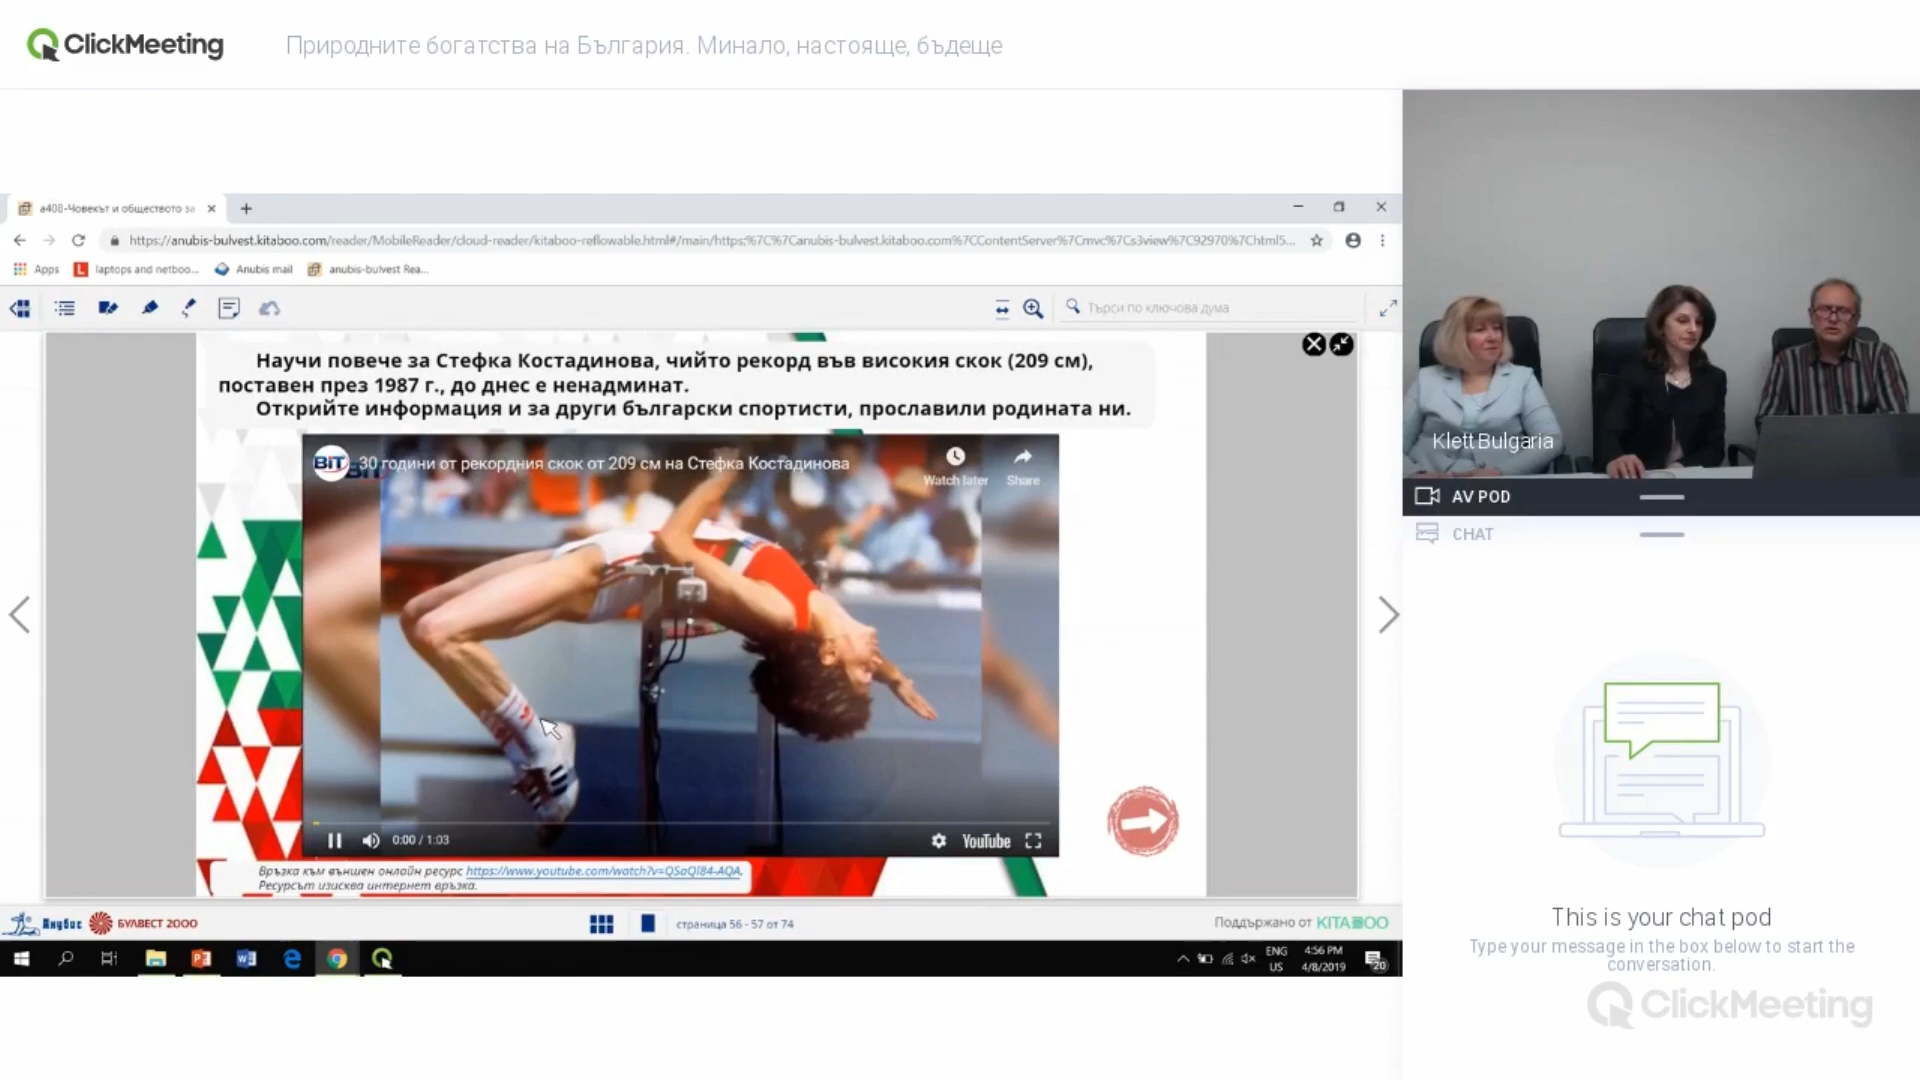 ClickMeeting
Природните богатства на България. Минало, настояще, бъдеще
а408-Човекът и обществото за
https://anubis-bulvest.kitaboo.com/reader/MobileReader/cloud-reader/kitaboo-reflowable.html#/main/https;%7C%7Canubis-bulvest.kitaboo.com%7CContentServer%7Cmvc%7Cs3view%7C92970%7Chtml5...
Apps
laptops and netboo...
Anubis mail
anubis-bulvest Rea...
Търси по ключова дума
Научи повече за Стефка Костадинова, чийто рекорд във високия скок (209 см),
поставен през 1987 г., до днес е ненадминат.
Открийте информация и за други български спортисти, прославили родината ни.
BiT
30 години от рекордния скок от 209 см на Стефка Костадинова
Watch later
Share
0:00 / 1:03
YouTube
Връзка към външен онлайн ресурс https://www.youtube.com/watch?v=QSaQl84-AQA.
Ресурсът изисква интернет връзка.
Анубис
БУЛВЕСТ 2000
страница 56 - 57 от 74
Поддържано от KITABOO
ENG
US
4:56 PM
4/8/2019
20
Klett Bulgaria
AV POD
CHAT
This is your chat pod
Type your message in the box below to start the
conversation.
ClickMeeting